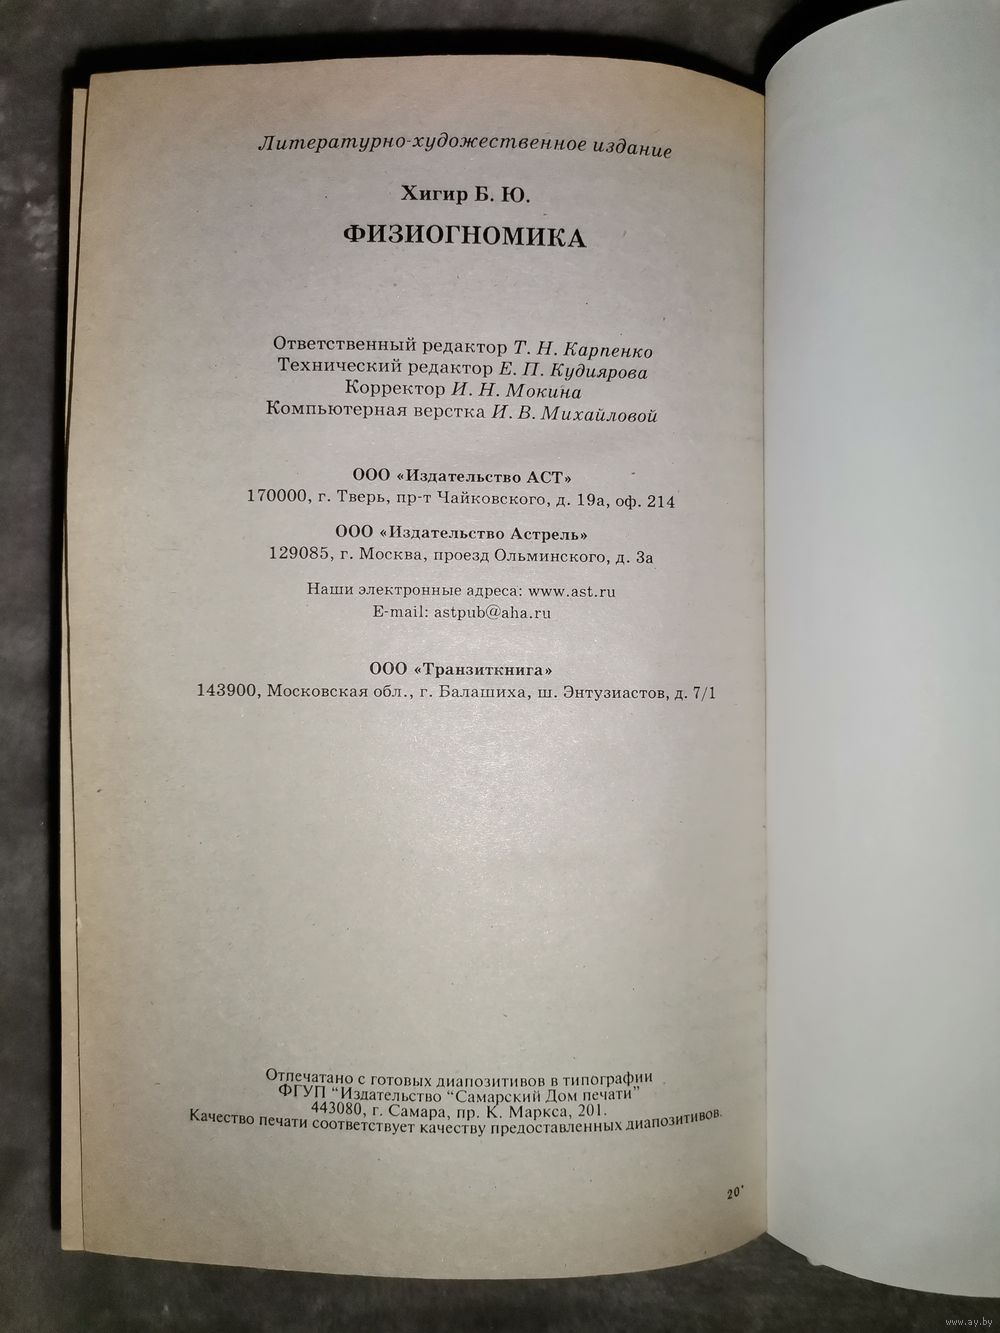 Литературно-художественное издание
Хигир Б. Ю.
ФИЗИОГНОМИКА
Ответственный редактор Т. Н. Карпенко
Технический редактор Е. П. Кудиярова
Корректор И. Н. Мокина
Компьютерная верстка И. В. Михайловой
ООО «Издательство АСТ»
170000, г. Тверь, пр-т Чайковского, д. 19а, оф. 214
ООО «Издательство Астрель»
129085, г. Москва, проезд Ольминского, д. 3а
Наши электронные адреса: www.ast.ru
E-mail: astpub@aha.ru
ООО «Транзиткнига»
143900, Московская обл., г. Балашиха, ш. Энтузиастов, д. 7/1
Отпечатано с готовых диапозитивов в типографии
ФГУП "Издательство "Самарский Дом печати"
443080, г. Самара, пр. К. Маркса, 201.
Качество печати соответствует качеству предоставленных диапозитивов.
20*
www.ay.by